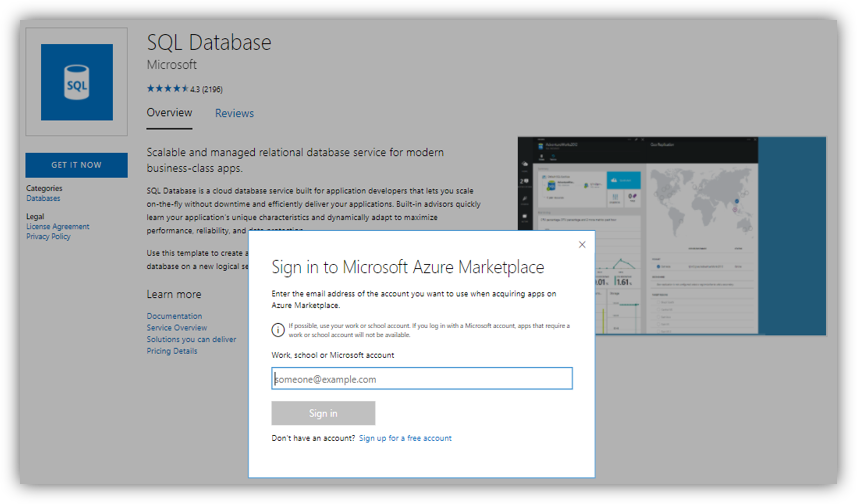 SQL Database
Microsoft
SQL
4.3 (2196)
Overview
Reviews
GET IT NOW
Scalable and managed relational database service for modern
business-class apps.
Categories
Databases
SQL Database is a cloud database service built for application developers that lets you scale
on-the-fly without downtime and efficiently deliver your applications. Built-in advisors quickly
learn your application's unique characteristics and dynamically adapt to maximize
performance, reliability, and data protection.
Legal
License Agreement
Privacy Policy
Use this template to create a
database on a new logical se
Learn more
Documentation
Service Overview
Solutions you can deliver
Pricing Details
Sign in to Microsoft Azure Marketplace
Enter the email address of the account you want to use when acquiring apps on
Azure Marketplace.
If possible, use your work or school account. If you log in with a Microsoft account, apps that require a
work or school account will not be available.
Work, school or Microsoft account
someone@example.com
Sign in
Don't have an account? Sign up for a free account
1.61